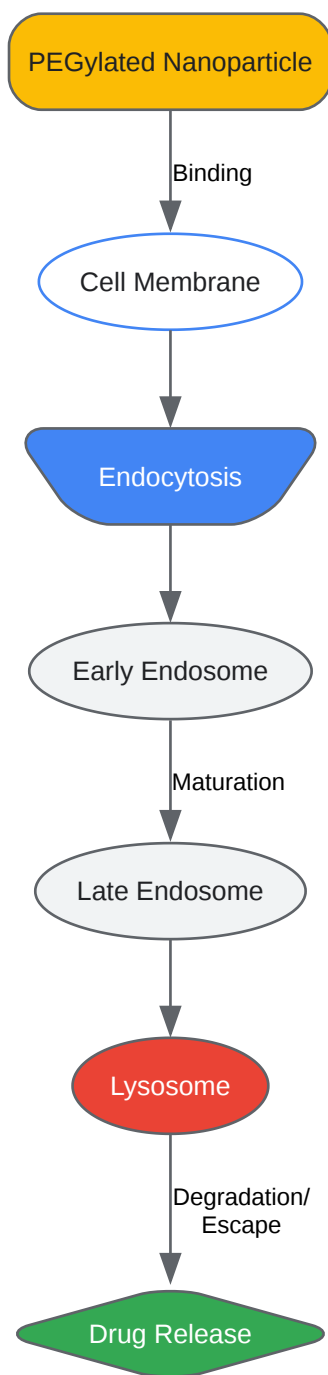 PEGylated Nanoparticle
Binding
Cell Membrane
Endocytosis
Early Endosome
Maturation
Late Endosome
Lysosome
Degradation/
Escape
Drug Release